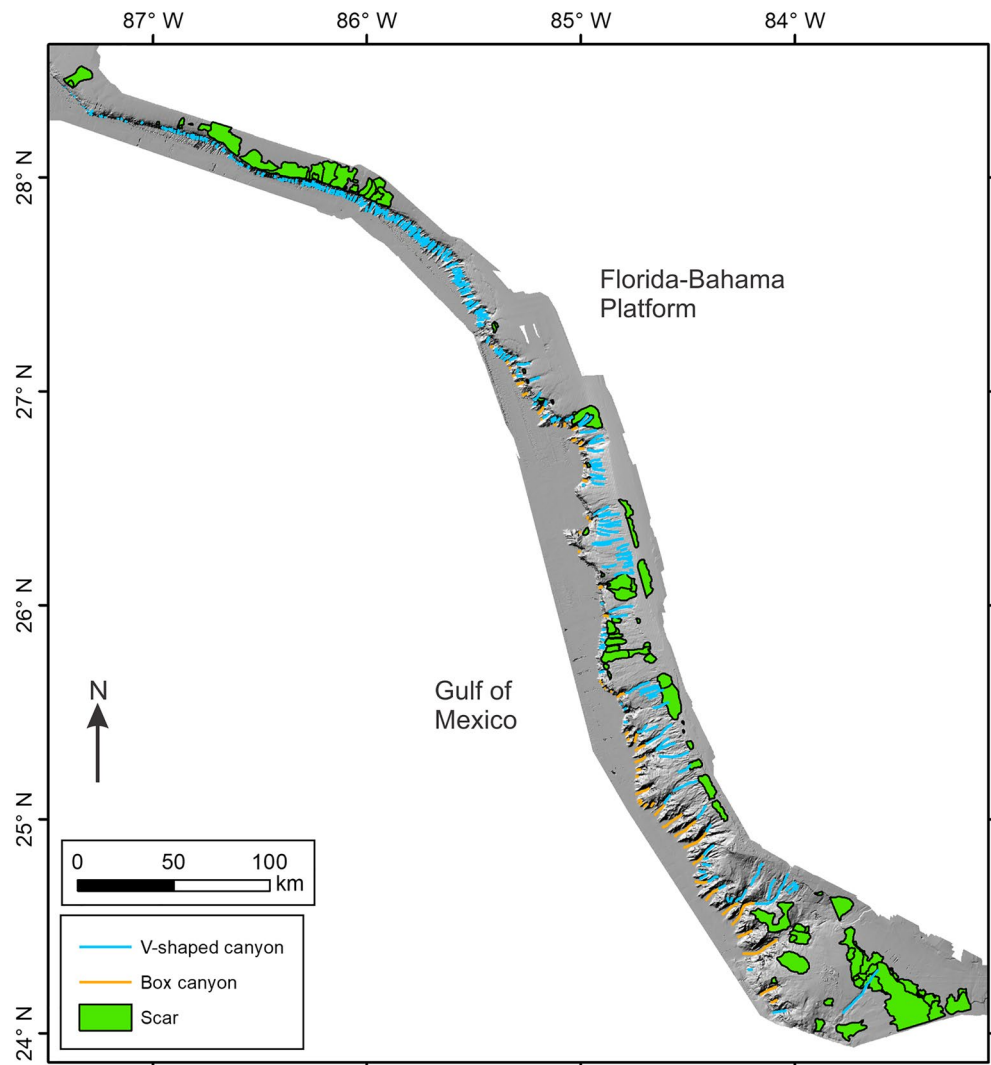 87° W 86° W 85° W 84° W
28° N
Florida-Bahama
Platform
27° N
26° N
Gulf of
Mexico
N
25° N
0 50 100
km
V-shaped canyon
Box canyon
Scar
24° N